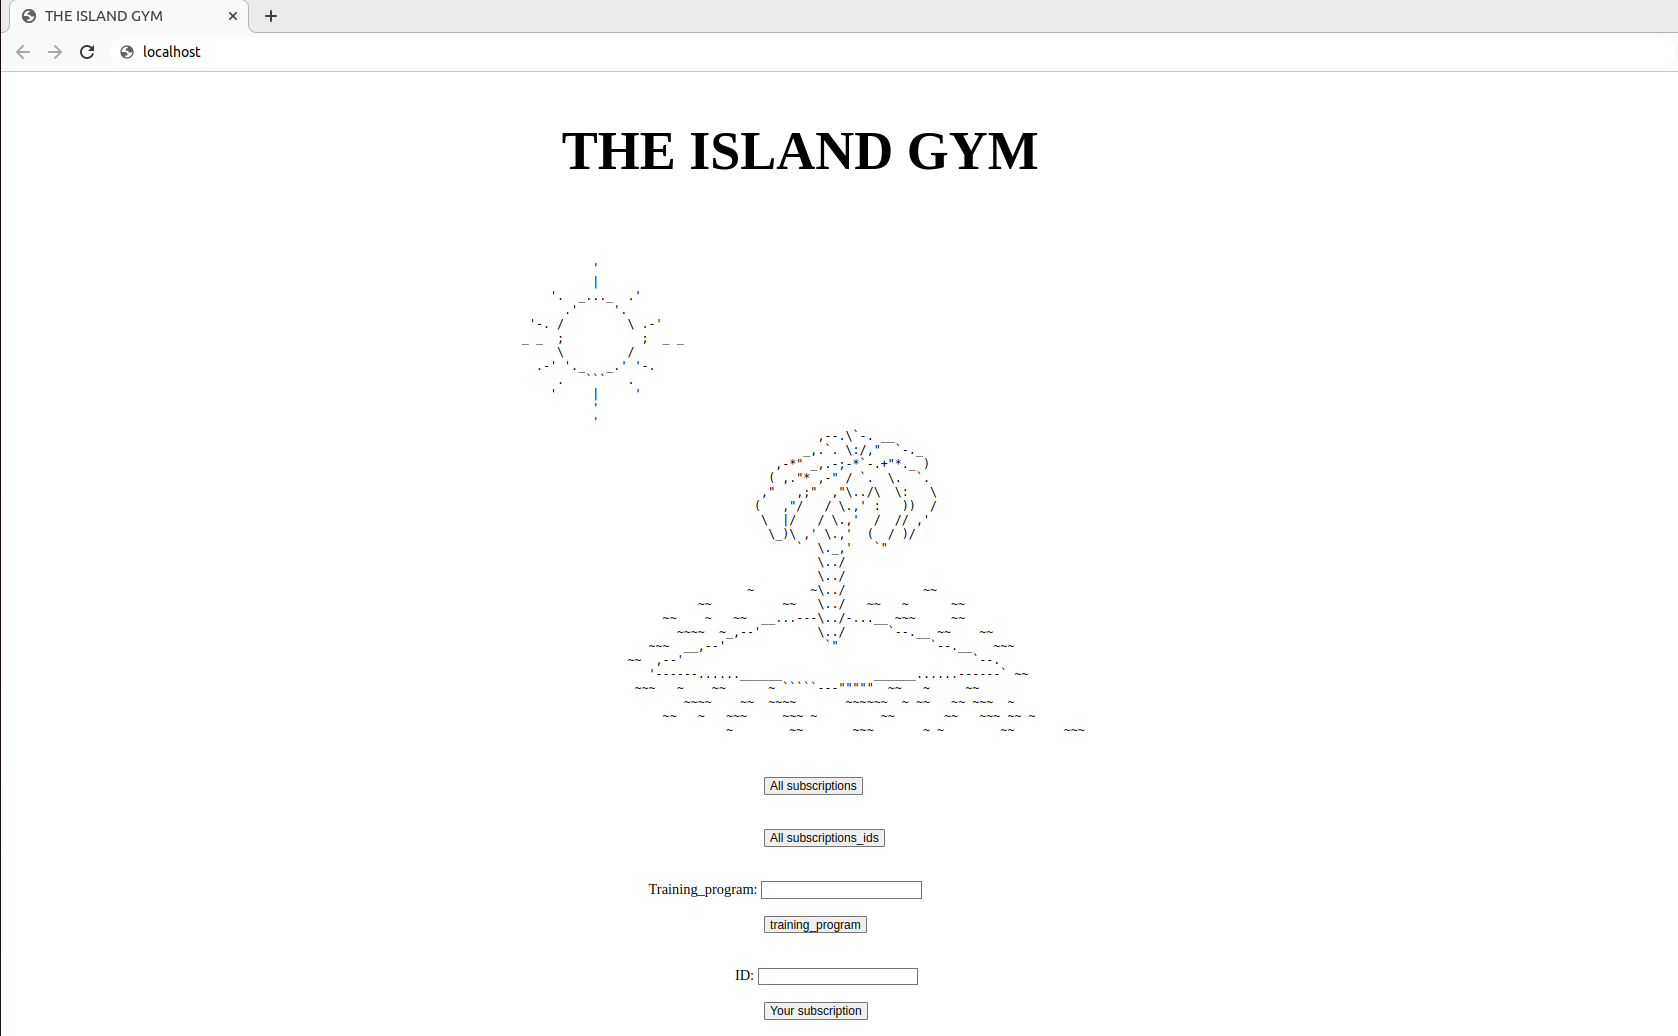 THE ISLAND GYM
localhost
THE ISLAND GYM
All subscriptions
All subscriptions_ids
Training_program:
training_program
ID:
Your subscription